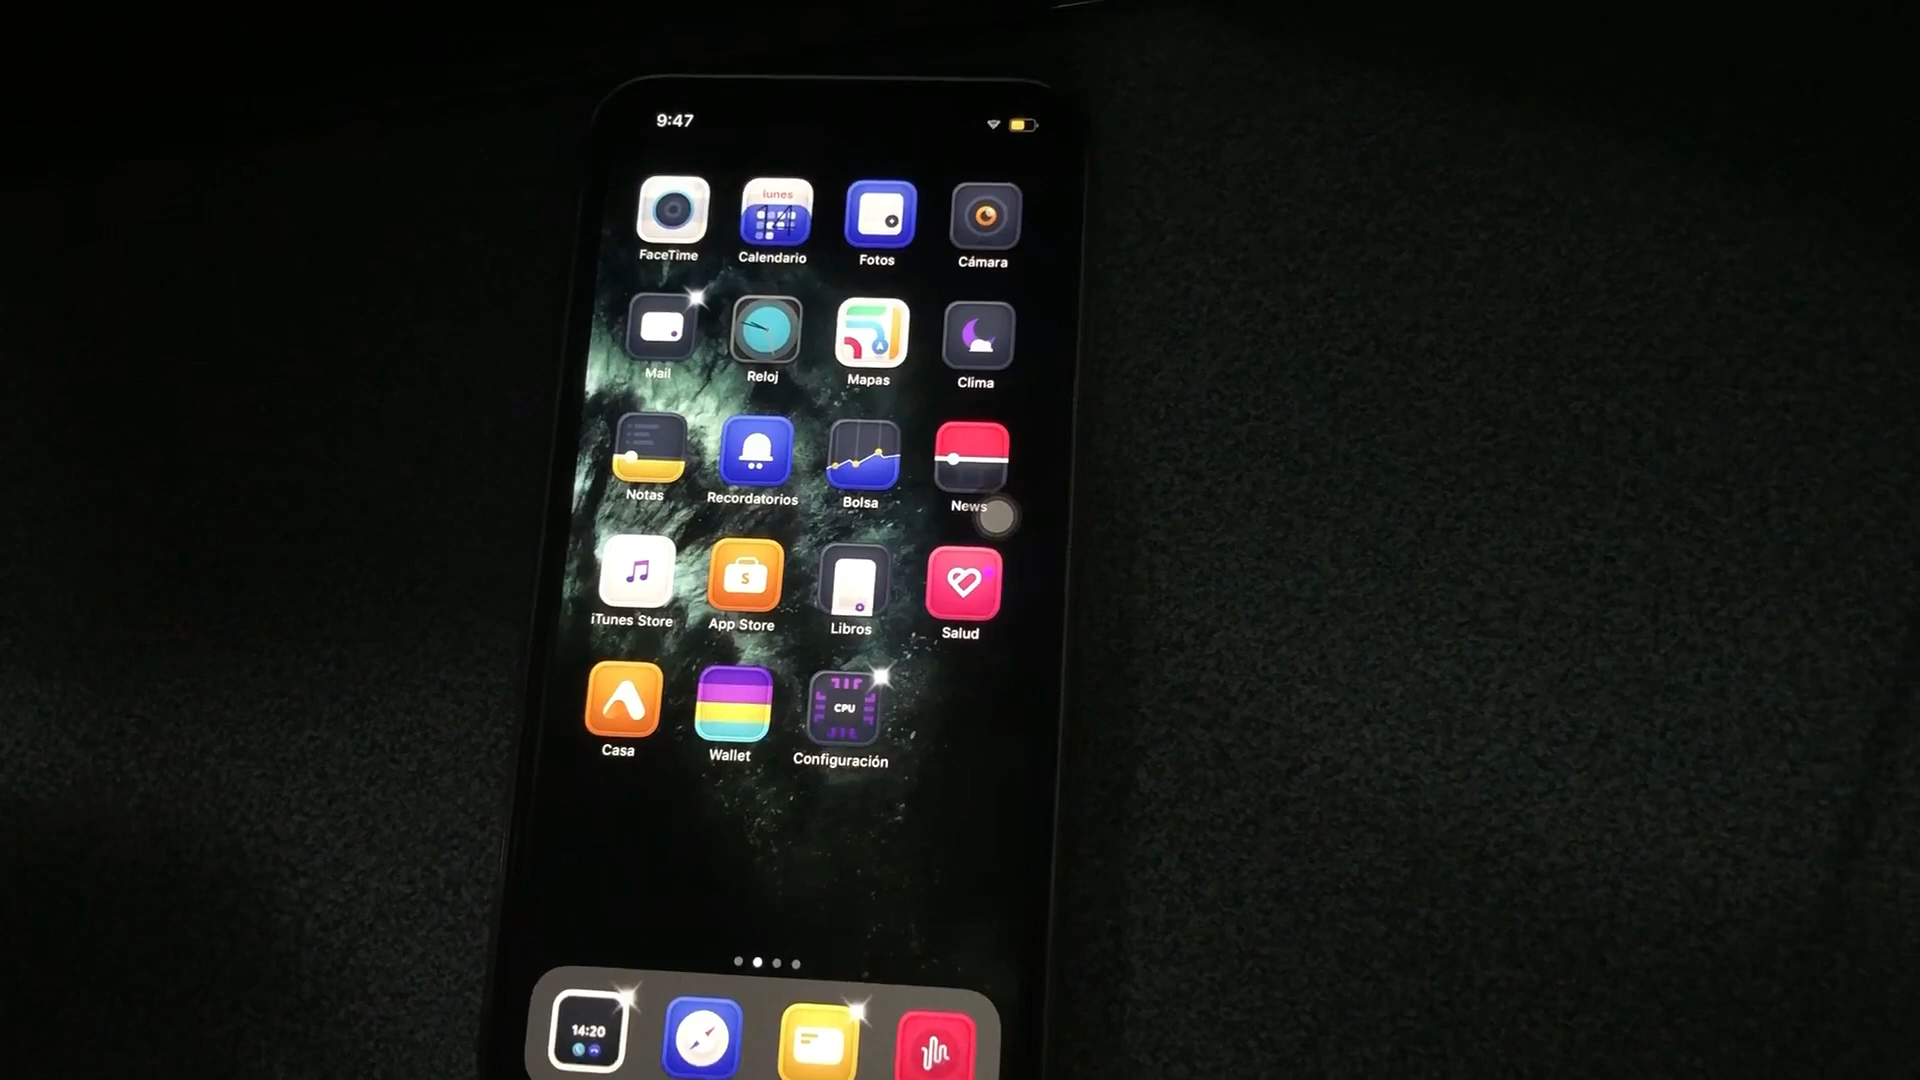 9:47
lunes
14
FaceTime
Calendario
Fotos
Cámara
Mail
Reloj
Mapas
Clima
Notas
Recordatorios
Bolsa
News
S
iTunes Store
App Store
Libros
Salud
CPU
Casa
Wallet
Configuración
14:20